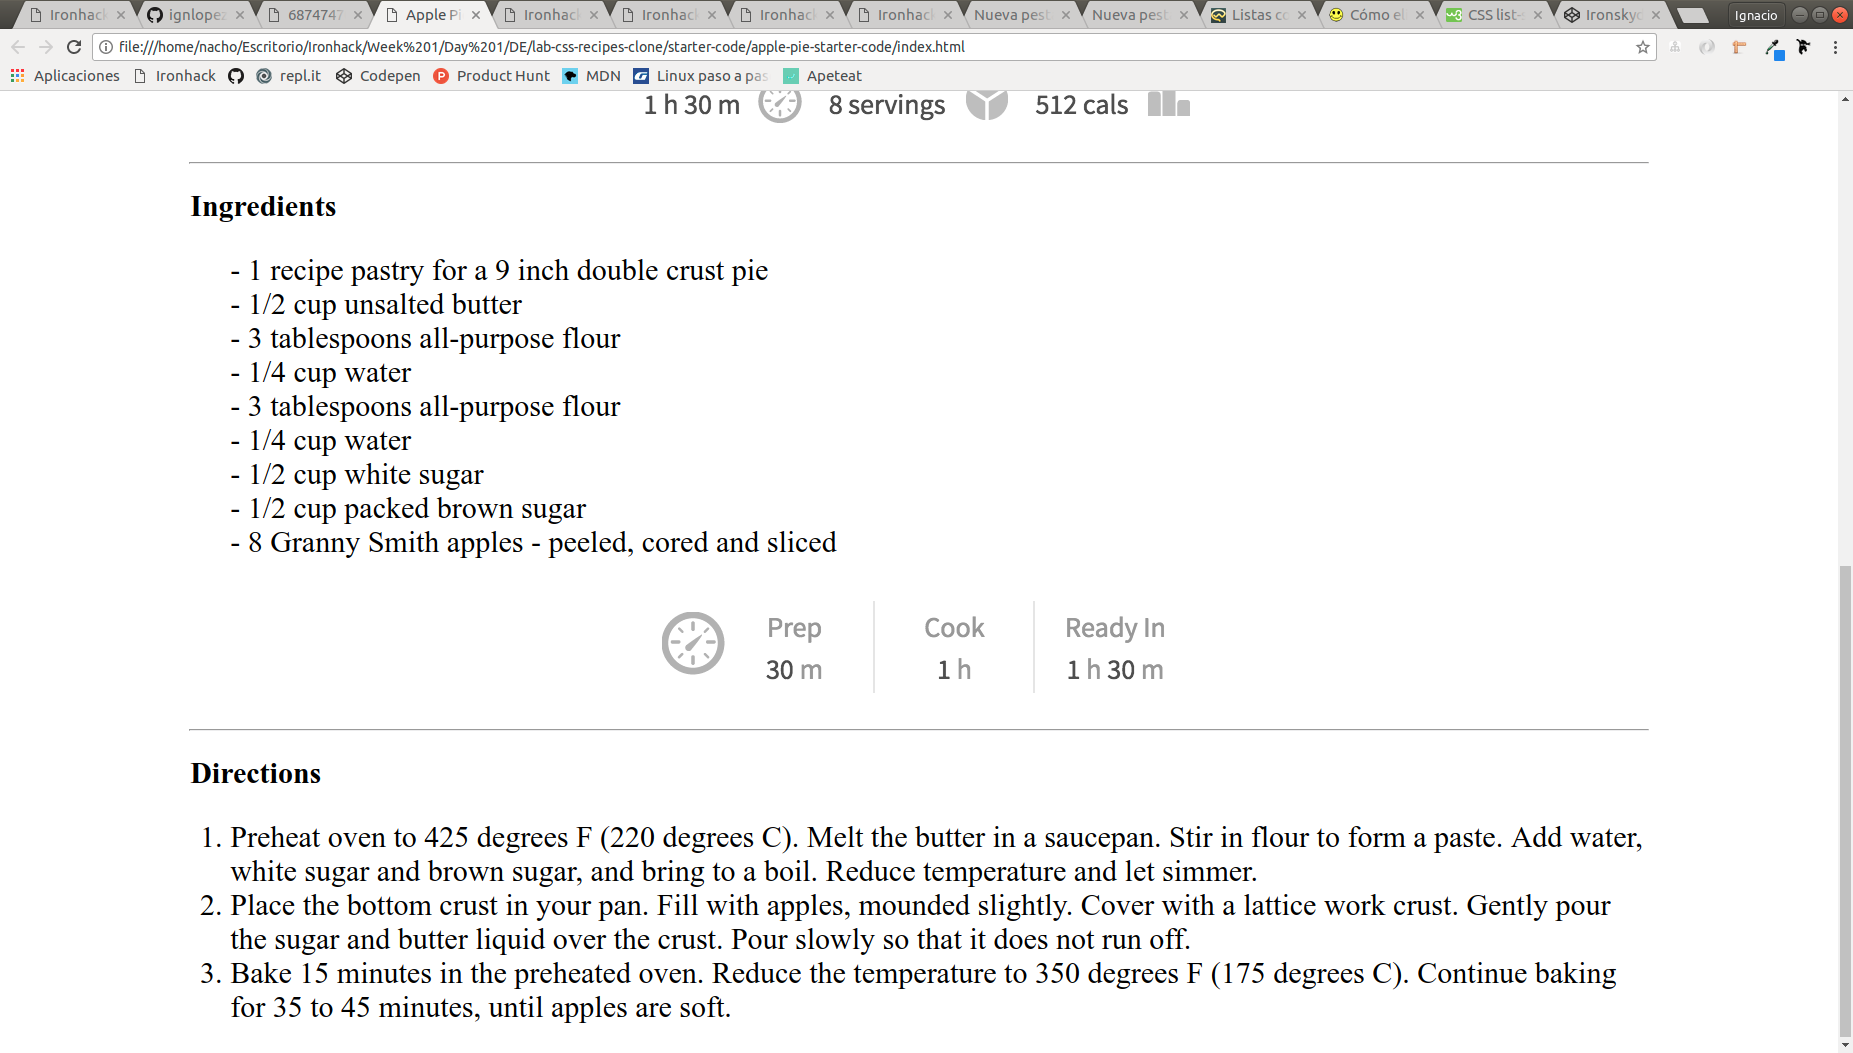 Ironhack
ignlopez
6874747
Apple Pi
Ironhack
Ironhack
Ironhack
Ironhack
Nueva pest
Nueva pest
Listas co
Cómo el
CSS list-
Ironskyc
Ignacio
file:///home/nacho/Escritorio/Ironhack/Week%201/Day%201/DE/lab-css-recipes-clone/starter-code/apple-pie-starter-code/index.html
Aplicaciones Ironhack repl.it Codepen Product Hunt MDN Linux paso a pas Apeteat
1 h 30 m 8 servings 512 cals
Ingredients
- 1 recipe pastry for a 9 inch double crust pie
- 1/2 cup unsalted butter
- 3 tablespoons all-purpose flour
- 1/4 cup water
- 3 tablespoons all-purpose flour
- 1/4 cup water
- 1/2 cup white sugar
- 1/2 cup packed brown sugar
- 8 Granny Smith apples - peeled, cored and sliced
Prep Cook Ready In
30 m 1 h 1 h 30 m
Directions
1. Preheat oven to 425 degrees F (220 degrees C). Melt the butter in a saucepan. Stir in flour to form a paste. Add water,
white sugar and brown sugar, and bring to a boil. Reduce temperature and let simmer.
2. Place the bottom crust in your pan. Fill with apples, mounded slightly. Cover with a lattice work crust. Gently pour
the sugar and butter liquid over the crust. Pour slowly so that it does not run off.
3. Bake 15 minutes in the preheated oven. Reduce the temperature to 350 degrees F (175 degrees C). Continue baking
for 35 to 45 minutes, until apples are soft.